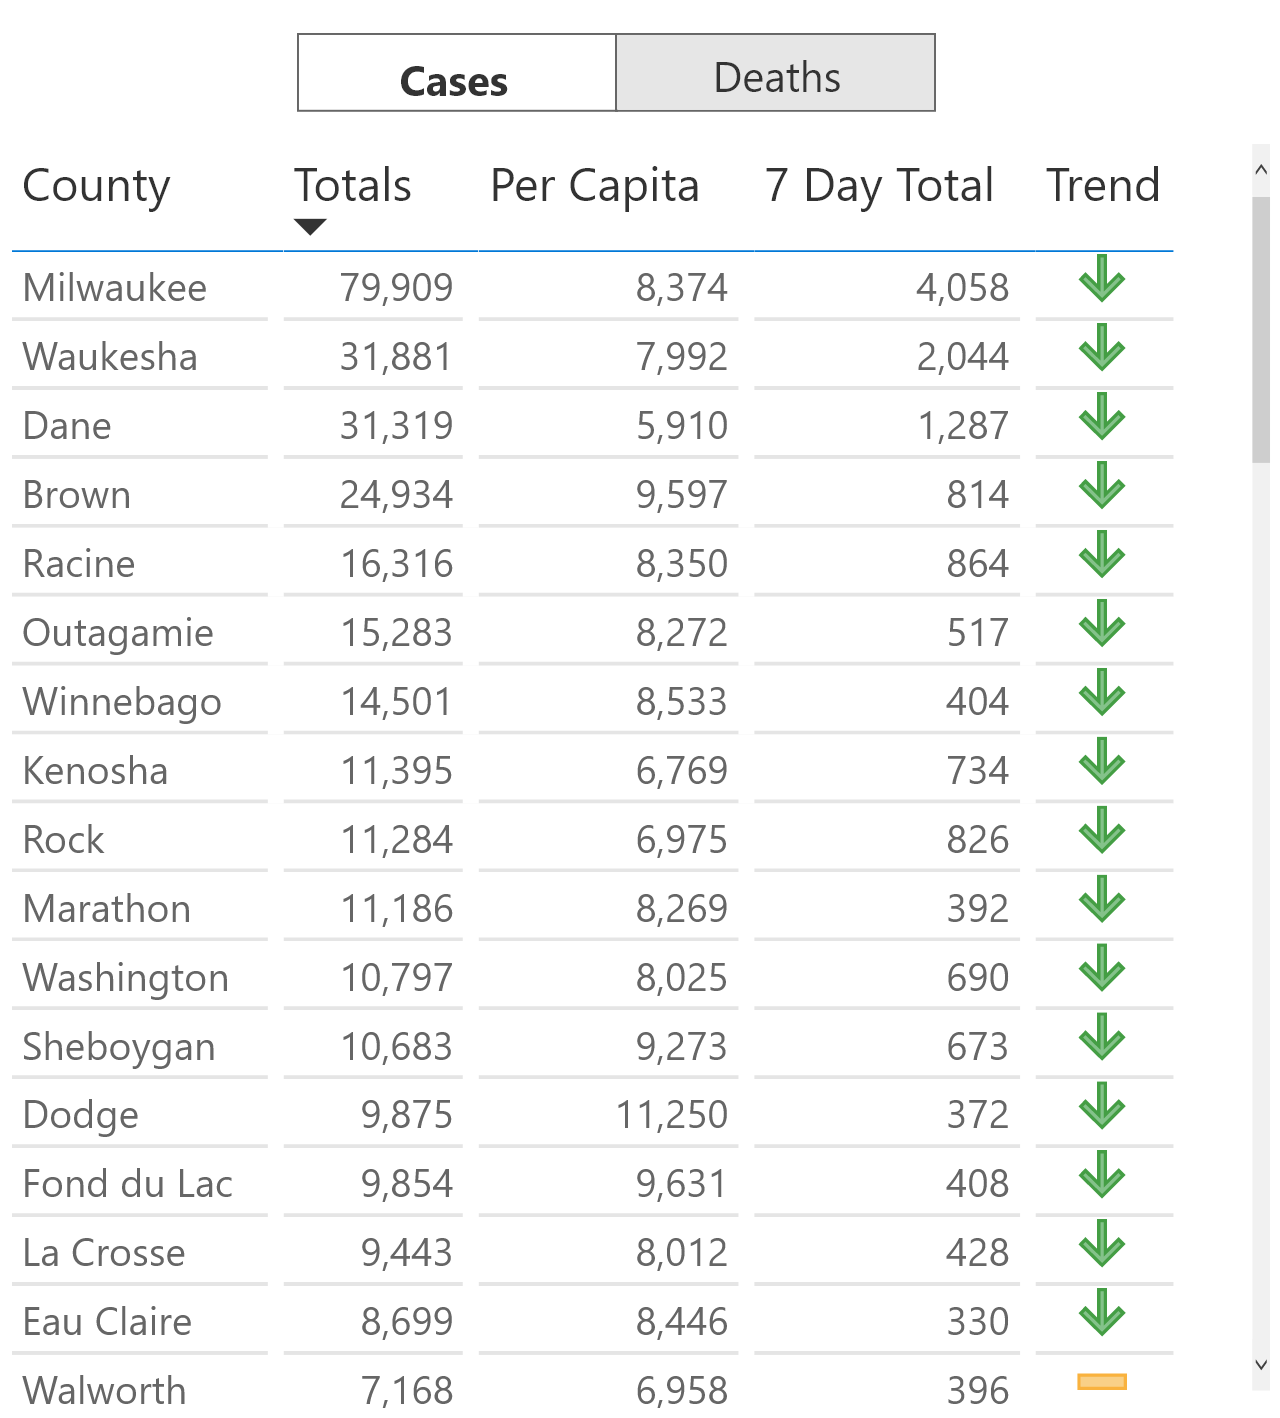 Cases Deaths
County Totals Per Capita 7 Day Total Trend
Milwaukee 79,909 8,374 4,058
Waukesha 31,881 7,992 2,044
Dane 31,319 5,910 1,287
Brown 24,934 9,597 814
Racine 16,316 8,350 864
Outagamie 15,283 8,272 517
Winnebago 14,501 8,533 404
Kenosha 11,395 6,769 734
Rock 11,284 6,975 826
Marathon 11,186 8,269 392
Washington 10,797 8,025 690
Sheboygan 10,683 9,273 673
Dodge 9,875 11,250 372
Fond du Lac 9,854 9,631 408
La Crosse 9,443 8,012 428
Eau Claire 8,699 8,446 330
Walworth 7,168 6,958 396